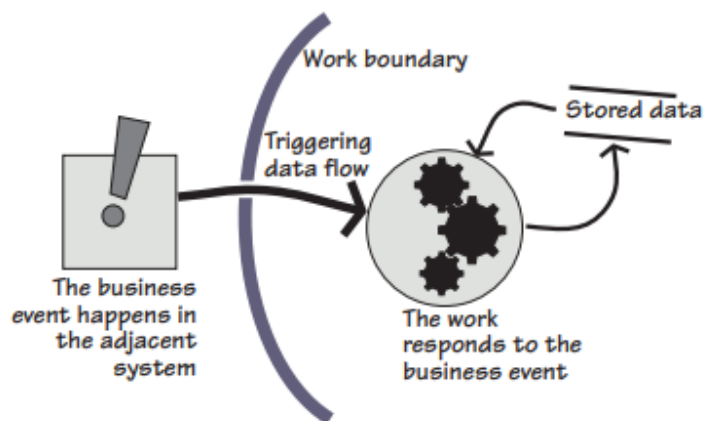 Work boundary
Stored data
Triggering
data flow
The business
event happens in
the adjacent
system
The work
responds to the
business event